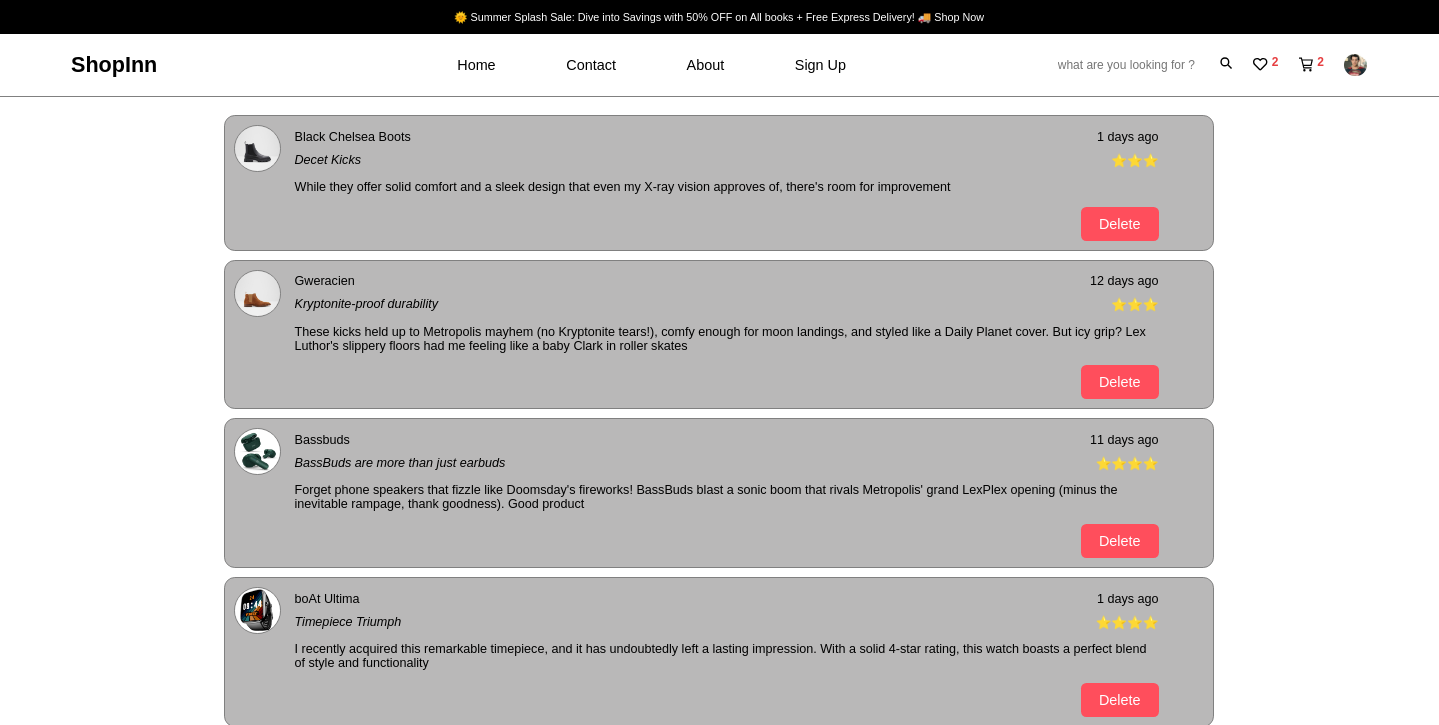 🌞 Summer Splash Sale: Dive into Savings with 50% OFF on All books + Free Express Delivery! 🚚 Shop Now
ShopInn Home Contact About Sign Up what are you looking for ? 2 2
Black Chelsea Boots 1 days ago
Decet Kicks ⭐⭐⭐
While they offer solid comfort and a sleek design that even my X-ray vision approves of, there's room for improvement
Delete
Gweracien 12 days ago
Kryptonite-proof durability ⭐⭐⭐
These kicks held up to Metropolis mayhem (no Kryptonite tears!), comfy enough for moon landings, and styled like a Daily Planet cover. But icy grip? Lex
Luthor's slippery floors had me feeling like a baby Clark in roller skates
Delete
Bassbuds 11 days ago
BassBuds are more than just earbuds ⭐⭐⭐⭐
Forget phone speakers that fizzle like Doomsday's fireworks! BassBuds blast a sonic boom that rivals Metropolis' grand LexPlex opening (minus the
inevitable rampage, thank goodness). Good product
Delete
boAt Ultima 1 days ago
Timepiece Triumph ⭐⭐⭐⭐
I recently acquired this remarkable timepiece, and it has undoubtedly left a lasting impression. With a solid 4-star rating, this watch boasts a perfect blend
of style and functionality
Delete